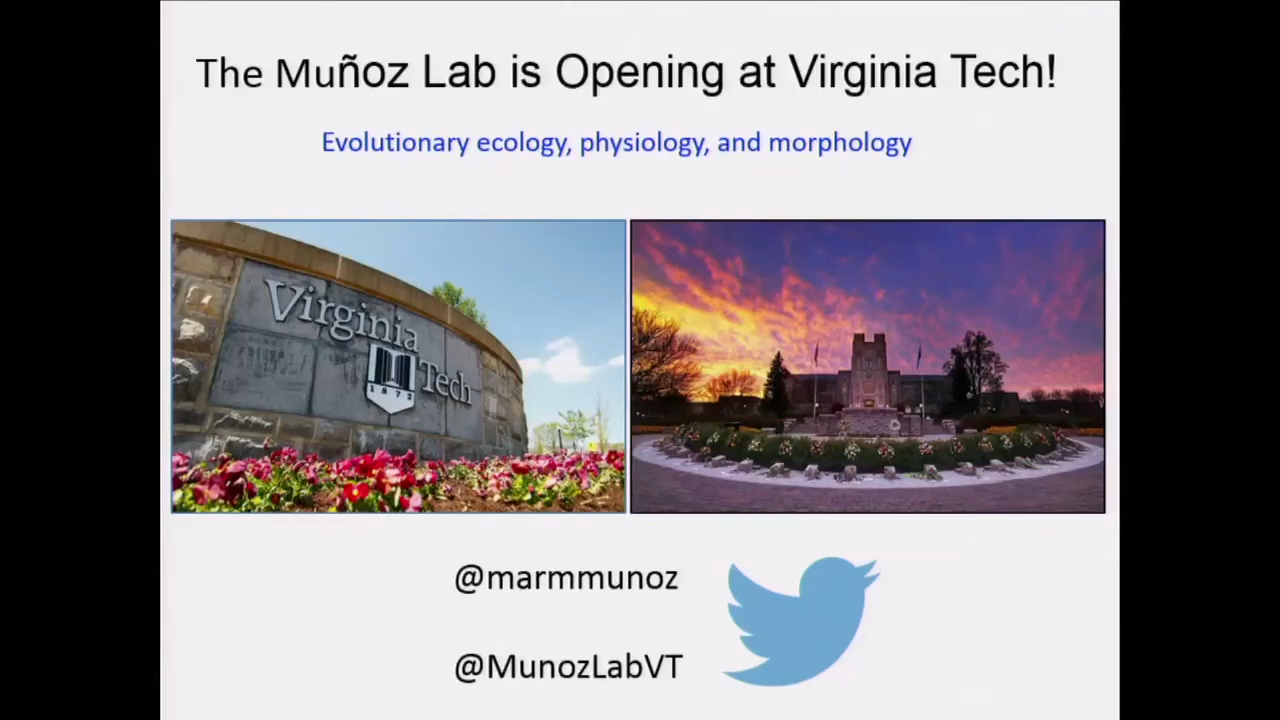 The Muñoz Lab is Opening at Virginia Tech!
Evolutionary ecology, physiology, and morphology
Virginia
Tech
1872
@marmmunoz
@MunozLabVT